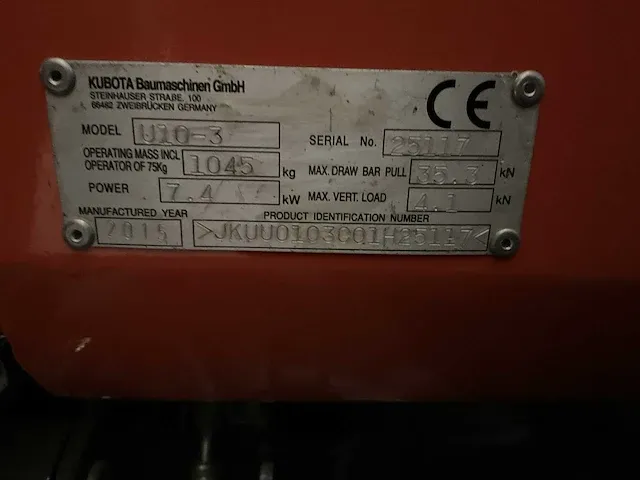 KUBOTA Baumaschinen GmbH
STEINHAUSER STRAßE. 100
66482 ZWEIBRÜCKEN GERMANY
CE
MODEL U10-3 SERIAL No. 25117
OPERATING MASS INCL
OPERATOR OF 75Kg 1045 kg MAX. DRAW BAR PULL 35.3 kN
POWER 7.4 kW MAX. VERT. LOAD 4.1 kN
MANUFACTURED YEAR PRODUCT IDENTIFICATION NUMBER
2015 >JKUU0103C01H25117<